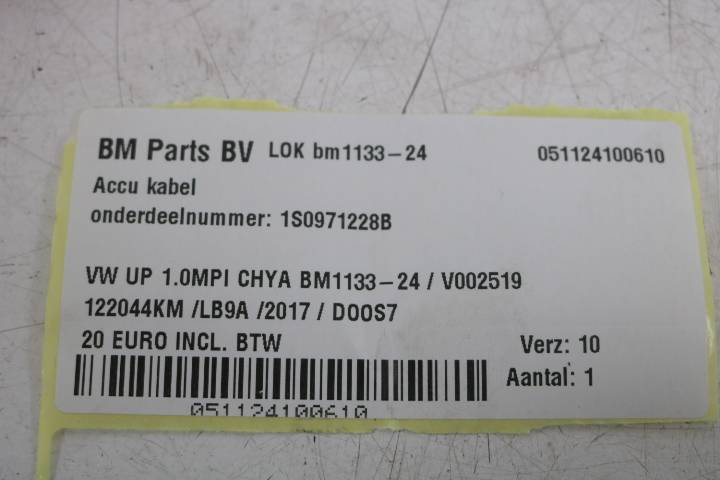 BM Parts BV LOK bm1133-24 051124100610
Accu kabel
onderdeelnummer: 1S0971228B
VW UP 1.0MPI CHYA BM1133-24 / V002519
122044KM /LB9A /2017 / DOOS7
20 EURO INCL. BTW Verz: 10
Aantal: 1
051124100610